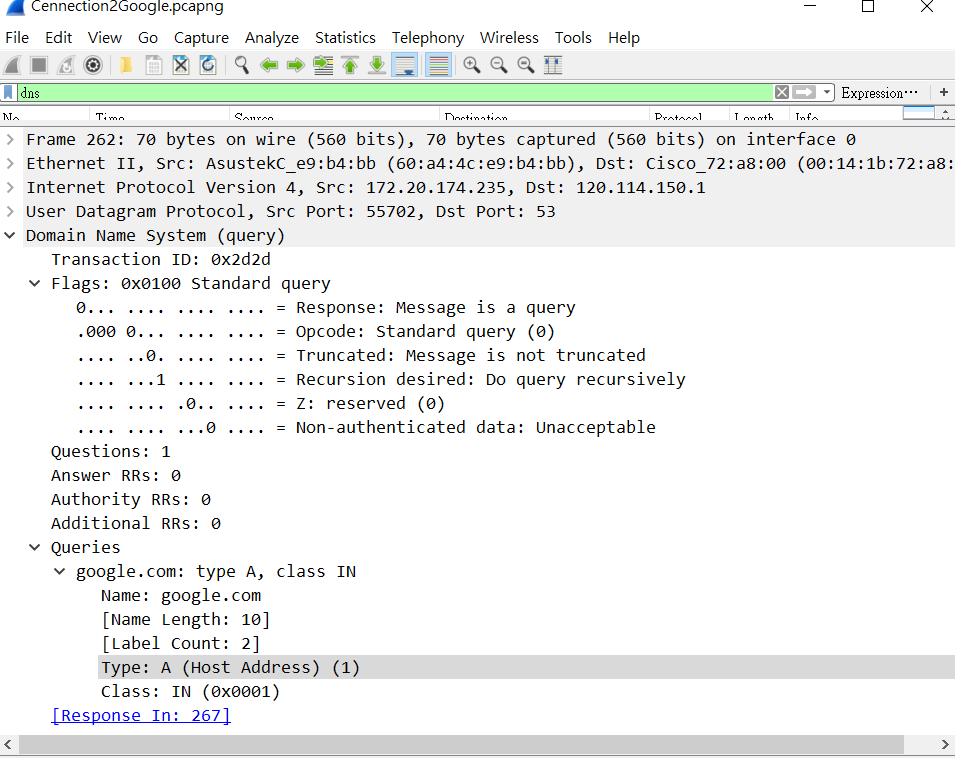 Cennection2Google.pcapng
File Edit View Go Capture Analyze Statistics Telephony Wireless Tools Help
dns Expression··· +
No. Time Source Destination Protocol Length Info
Frame 262: 70 bytes on wire (560 bits), 70 bytes captured (560 bits) on interface 0
Ethernet II, Src: AsustekC_e9:b4:bb (60:a4:4c:e9:b4:bb), Dst: Cisco_72:a8:00 (00:14:1b:72:a8:
Internet Protocol Version 4, Src: 172.20.174.235, Dst: 120.114.150.1
User Datagram Protocol, Src Port: 55702, Dst Port: 53
Domain Name System (query)
Transaction ID: 0x2d2d
Flags: 0x0100 Standard query
0... .... .... .... = Response: Message is a query
.000 0... .... .... = Opcode: Standard query (0)
.... ..0. .... .... = Truncated: Message is not truncated
.... ...1 .... .... = Recursion desired: Do query recursively
.... .... .0.. .... = Z: reserved (0)
.... .... ...0 .... = Non-authenticated data: Unacceptable
Questions: 1
Answer RRs: 0
Authority RRs: 0
Additional RRs: 0
Queries
google.com: type A, class IN
Name: google.com
[Name Length: 10]
[Label Count: 2]
Type: A (Host Address) (1)
Class: IN (0x0001)
[Response In: 267]